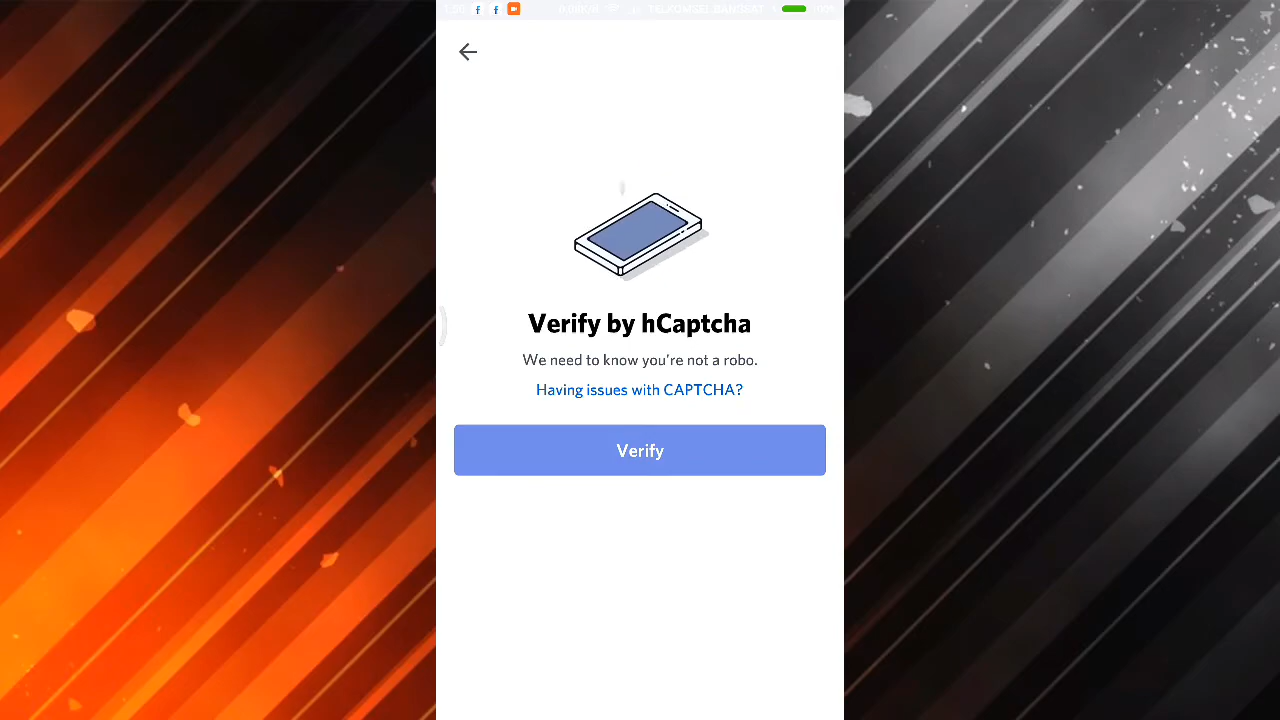 Verify by hCaptcha
We need to know you're not a robo.
Having issues with CAPTCHA?
Verify